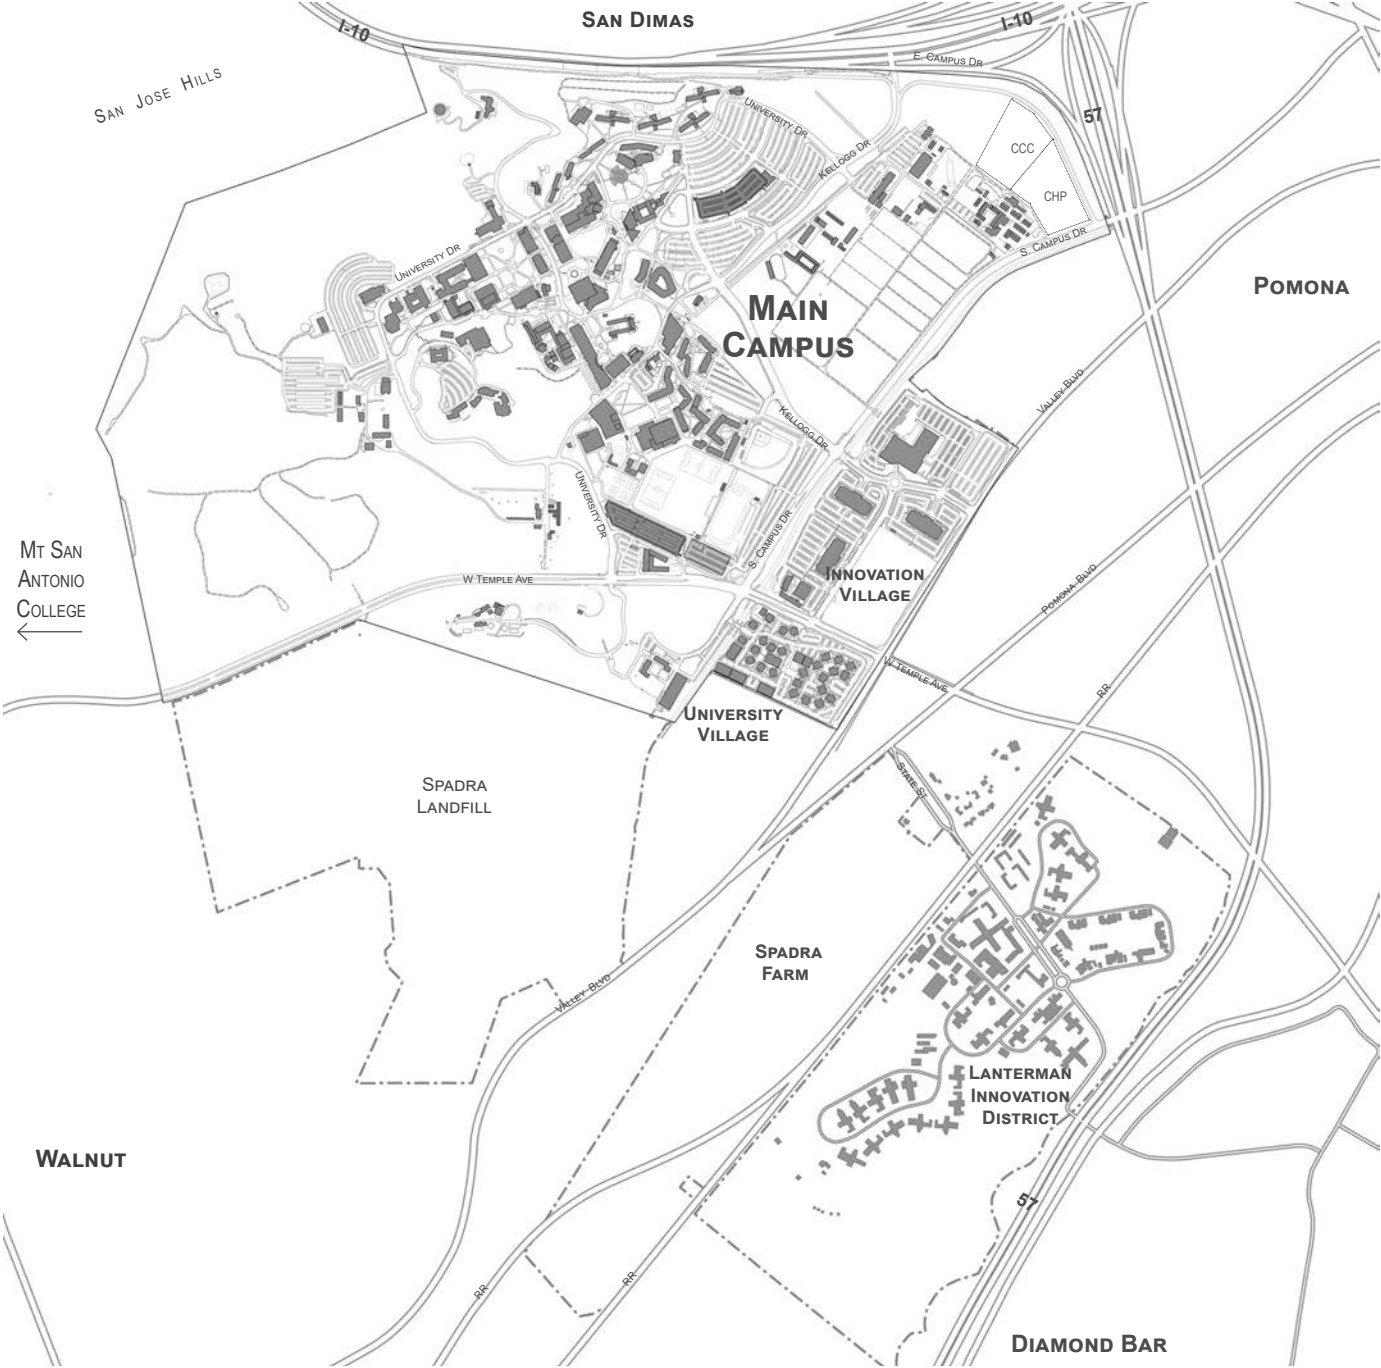 SAN DIMAS
I-10
I-10
E. CAMPUS DR
SAN JOSE HILLS
UNIVERSITY DR
57
KELLOGG DR
CCC
CHP
S. CAMPUS DR
UNIVERSITY DR
POMONA
MAIN
CAMPUS
VALLEY BLVD
KELLOGG DR
UNIVERSITY DR
S. CAMPUS DR
MT SAN
ANTONIO
COLLEGE
W TEMPLE AVE
INNOVATION
VILLAGE
POMONA BLVD
W TEMPLE AVE
RR
UNIVERSITY
VILLAGE
SPADRA
LANDFILL
STATE ST
SPADRA
FARM
VALLEY BLVD
LANTERMAN
INNOVATION
DISTRICT
WALNUT
57
RR
RR
DIAMOND BAR